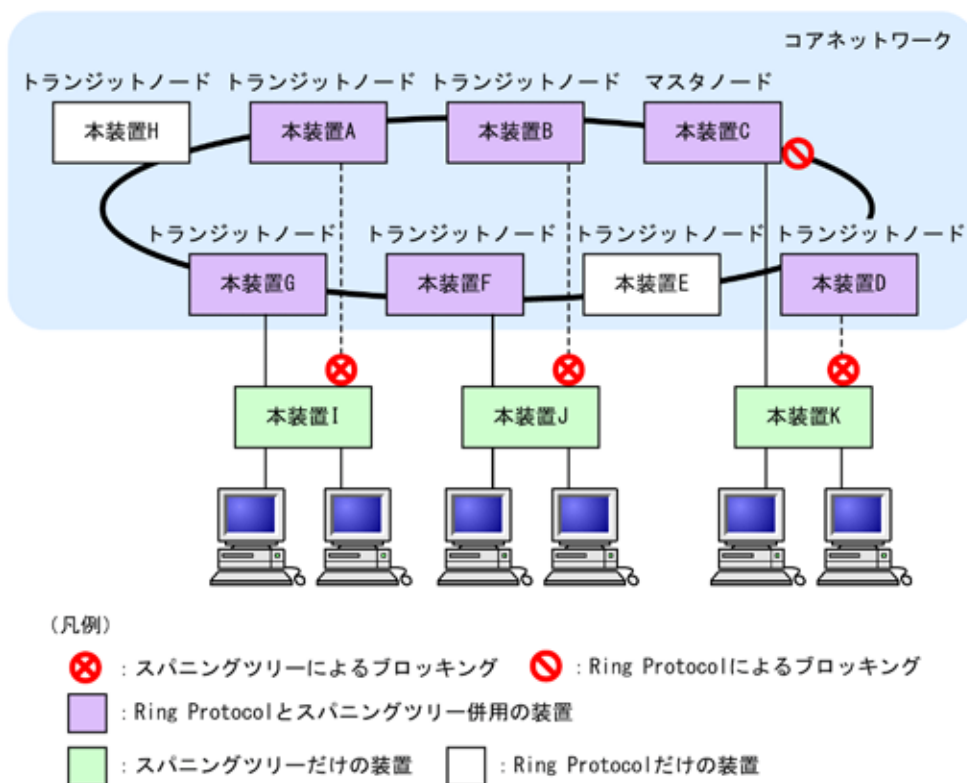 コアネットワーク
トランジットノード トランジットノード トランジットノード マスタノード
本装置H 本装置A 本装置B 本装置C
トランジットノード トランジットノード トランジットノード トランジットノード
本装置G 本装置F 本装置E 本装置D
本装置I 本装置J 本装置K
(凡例)
:スパニングツリーによるブロッキング :Ring Protocolによるブロッキング
:Ring Protocolとスパニングツリー併用の装置
:スパニングツリーだけの装置 :Ring Protocolだけの装置